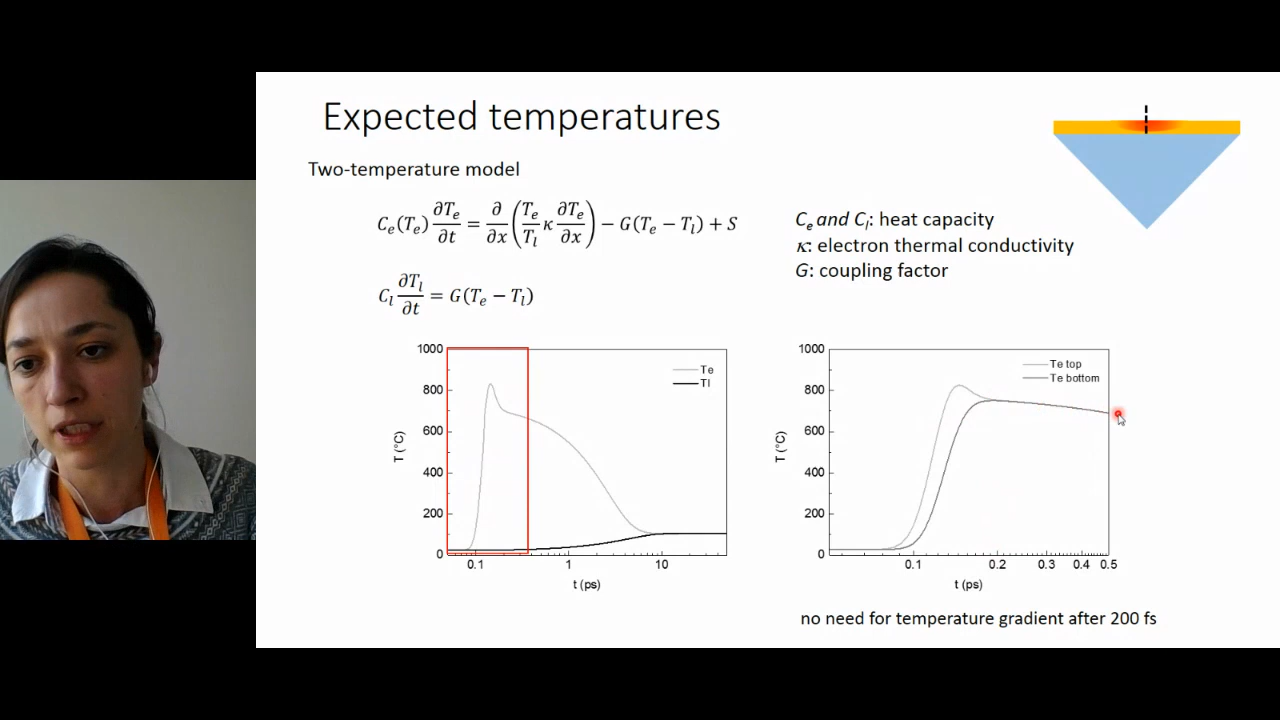 Expected temperatures
Two-temperature model
C_e(T_e) ∂T_e/∂t = ∂/∂x (T_e/T_l κ ∂T_e/∂x) − G(T_e − T_l) + S
C_l ∂T_l/∂t = G(T_e − T_l)
C_e and C_l: heat capacity
κ: electron thermal conductivity
G: coupling factor
1000
800
600
400
200
0
T (°C)
Te
Tl
0.1 1 10
t (ps)
1000
800
600
400
200
0
T (°C)
Te top
Te bottom
0.1 0.2 0.3 0.4 0.5
t (ps)
no need for temperature gradient after 200 fs